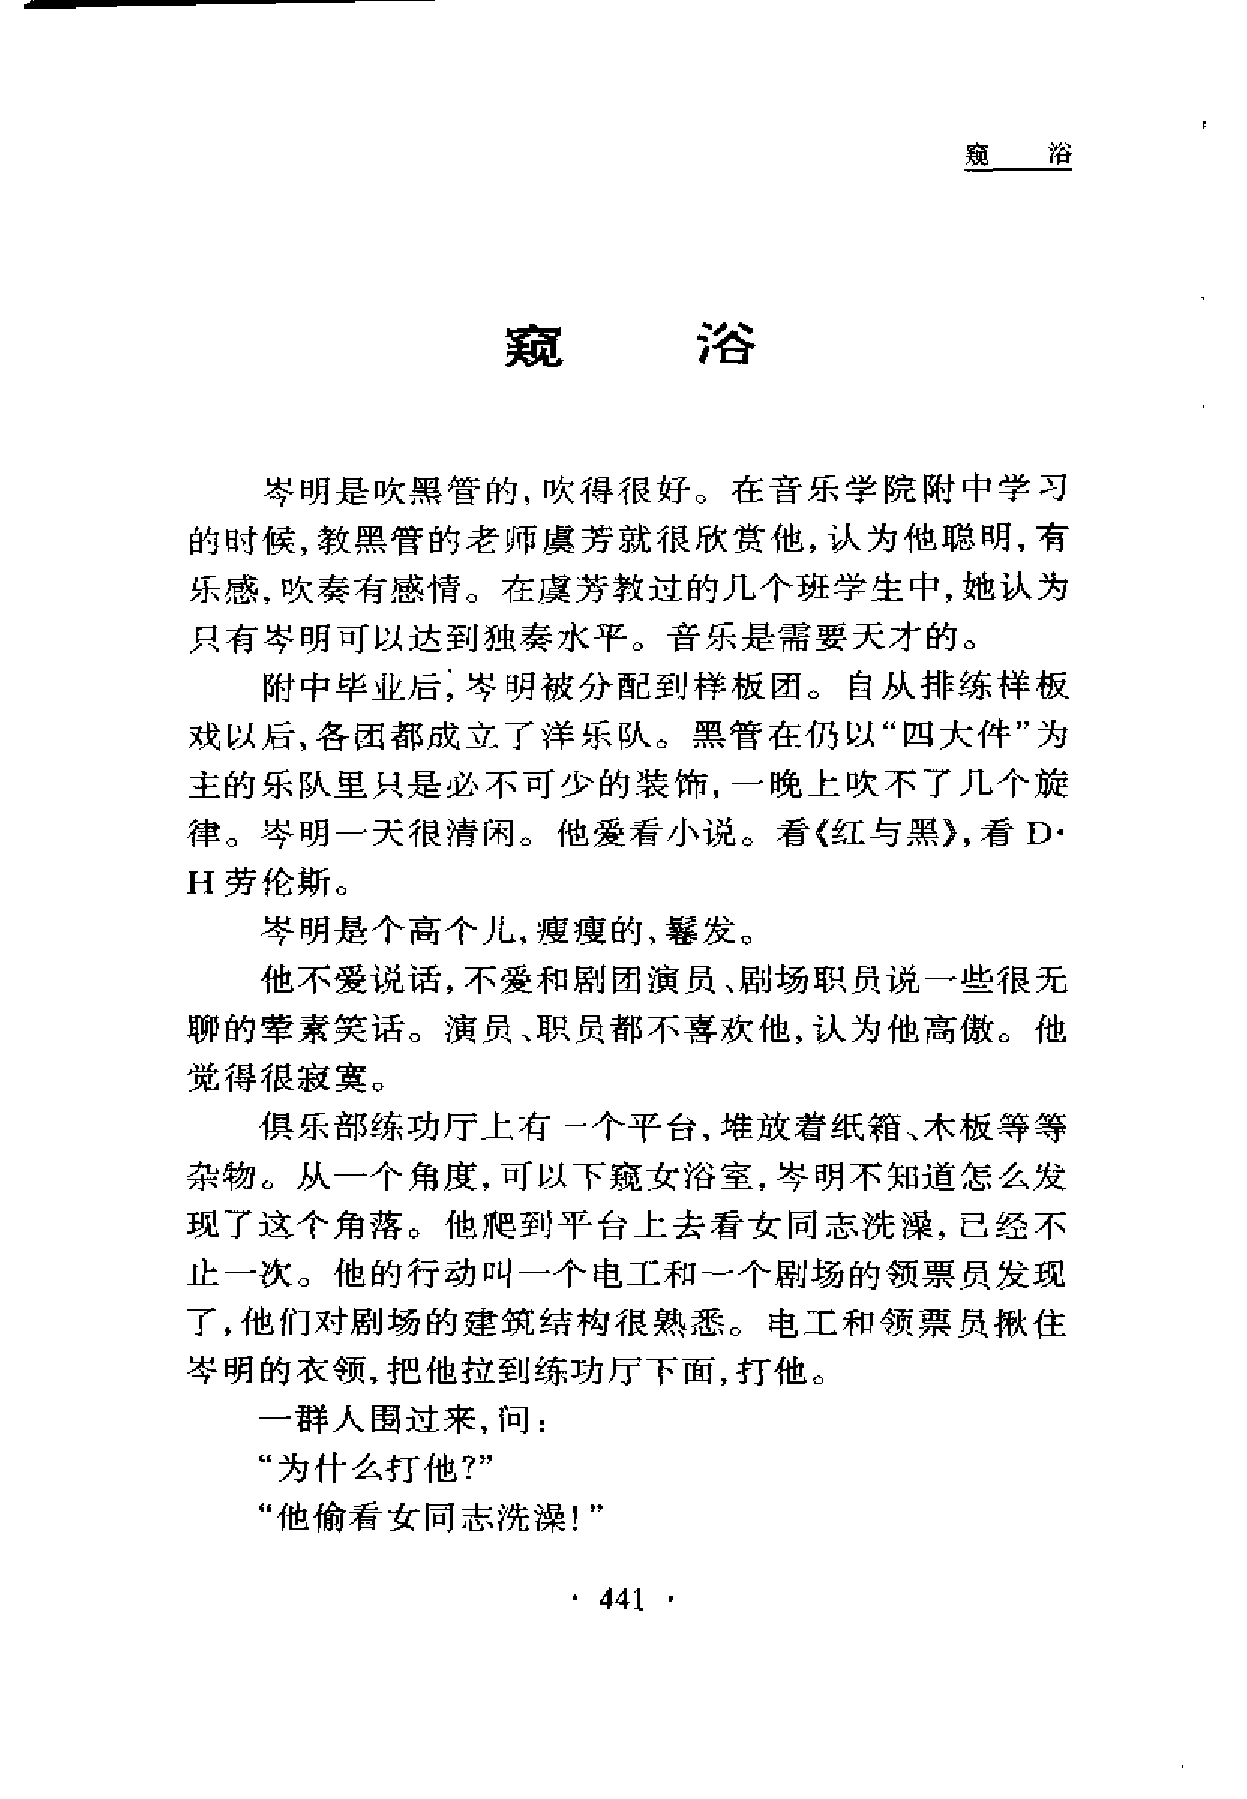 窥　浴
窥　浴
岑明是吹黑管的,吹得很好。在音乐学院附中学习
的时候,教黑管的老师虞芳就很欣赏他,认为他聪明,有
乐感,吹奏有感情。在虞芳教过的几个班学生中,她认为
只有岑明可以达到独奏水平。音乐是需要天才的。
附中毕业后,岑明被分配到样板团。自从排练样板
戏以后,各团都成立了洋乐队。黑管在仍以“四大件”为
主的乐队里只是必不可少的装饰,一晚上吹不了几个旋
律。岑明一天很清闲。他爱看小说。看《红与黑》,看 D·
H 劳伦斯。
岑明是个高个儿,瘦瘦的,鬈发。
他不爱说话,不爱和剧团演员、剧场职员说一些很无
聊的荤素笑话。演员、职员都不喜欢他,认为他高傲。他
觉得很寂寞。
俱乐部练功厅上有一个平台,堆放着纸箱、木板等等
杂物。从一个角度,可以下窥女浴室,岑明不知道怎么发
现了这个角落。他爬到平台上去看女同志洗澡,已经不
止一次。他的行动叫一个电工和一个剧场的领票员发现
了,他们对剧场的建筑结构很熟悉。电工和领票员揪住
岑明的衣领,把他拉到练功厅下面,打他。
一群人围过来,问:
“为什么打他?”
“他偷看女同志洗澡!”
· 441 ·